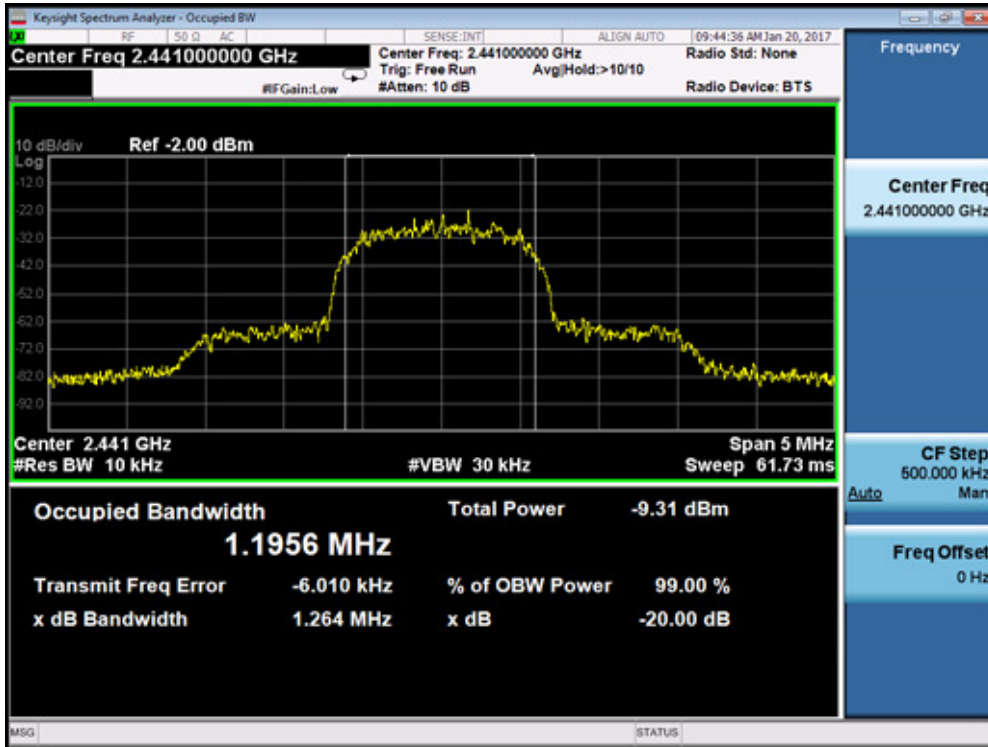 Keysight Spectrum Analyzer - Occupied BW
RF 50 Ω AC SENSE:INT ALIGN AUTO 09:44:36 AM Jan 20, 2017
Center Freq 2.441000000 GHz
Center Freq: 2.441000000 GHz
Radio Std: None
Trig: Free Run Avg|Hold:>10/10
#IFGain:Low
#Atten: 10 dB
Radio Device: BTS
10 dB/div Ref -2.00 dBm
Log
-12.0
-22.0
-32.0
-42.0
-52.0
-62.0
-72.0
-82.0
-92.0
Center 2.441 GHz Span 5 MHz
#Res BW 10 kHz #VBW 30 kHz Sweep 61.73 ms
Occupied Bandwidth Total Power -9.31 dBm
1.1956 MHz
Transmit Freq Error -6.010 kHz % of OBW Power 99.00 %
x dB Bandwidth 1.264 MHz x dB -20.00 dB
MSG STATUS
Frequency
Center Freq
2.441000000 GHz
CF Step
500.000 kHz
Auto Man
Freq Offset
0 Hz